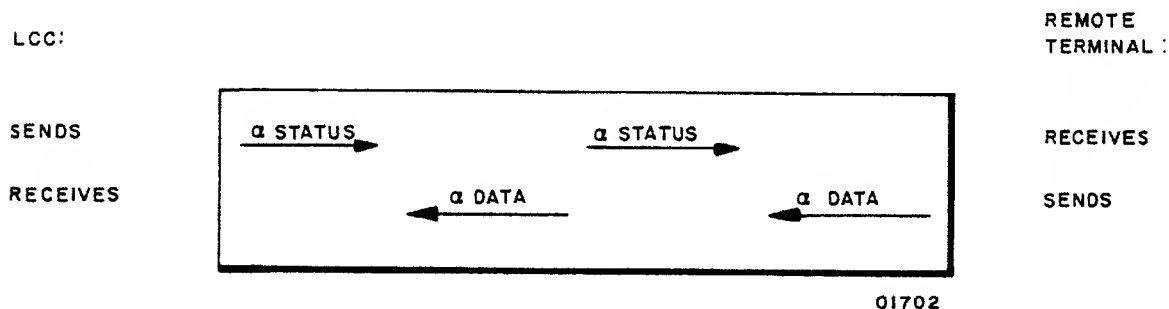 LCC:
REMOTE
TERMINAL:
SENDS
α STATUS
α STATUS
RECEIVES
RECEIVES
α DATA
α DATA
SENDS
01702